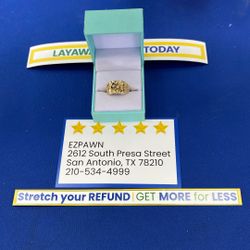 LAYAW
TODAY
EZPAWN
2612 South Presa Street
San Antonio, TX 78210
210-534-4999
Stretch your REFUND GET MORE for LESS